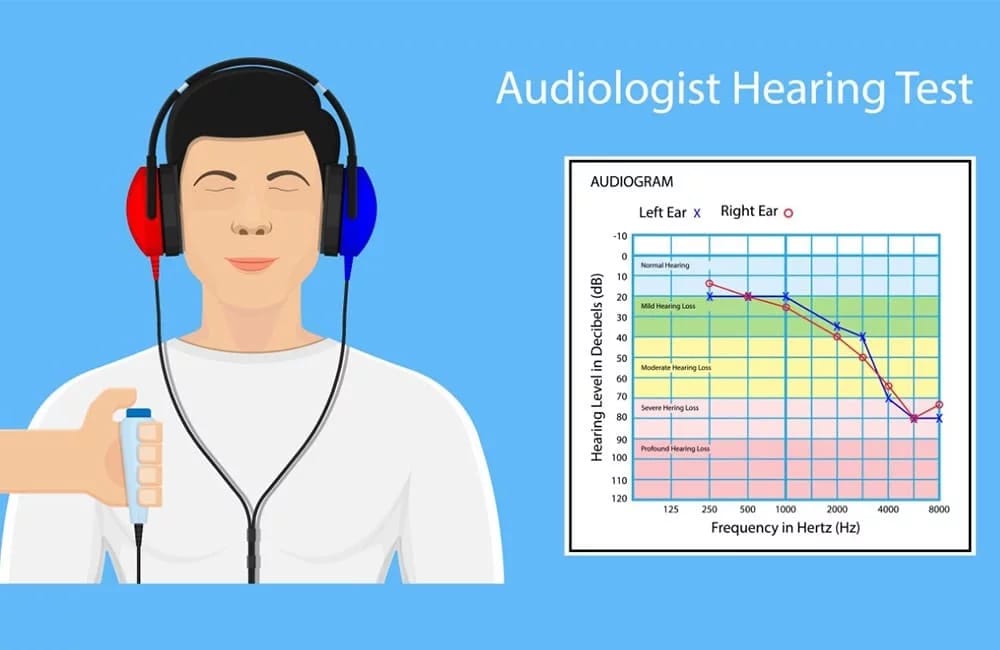 Audiologist Hearing Test
AUDIOGRAM
Left Ear x Right Ear
-10
0
10
20
30
40
50
60
70
80
90
100
110
120
Hearing Level in Decibels (dB)
Normal Hearing
Mild Hearing Loss
Moderate Hearing Loss
Severe Hering Loss
Profound Hearing Loss
125 250 500 1000 2000 4000 8000
Frequency in Hertz (Hz)